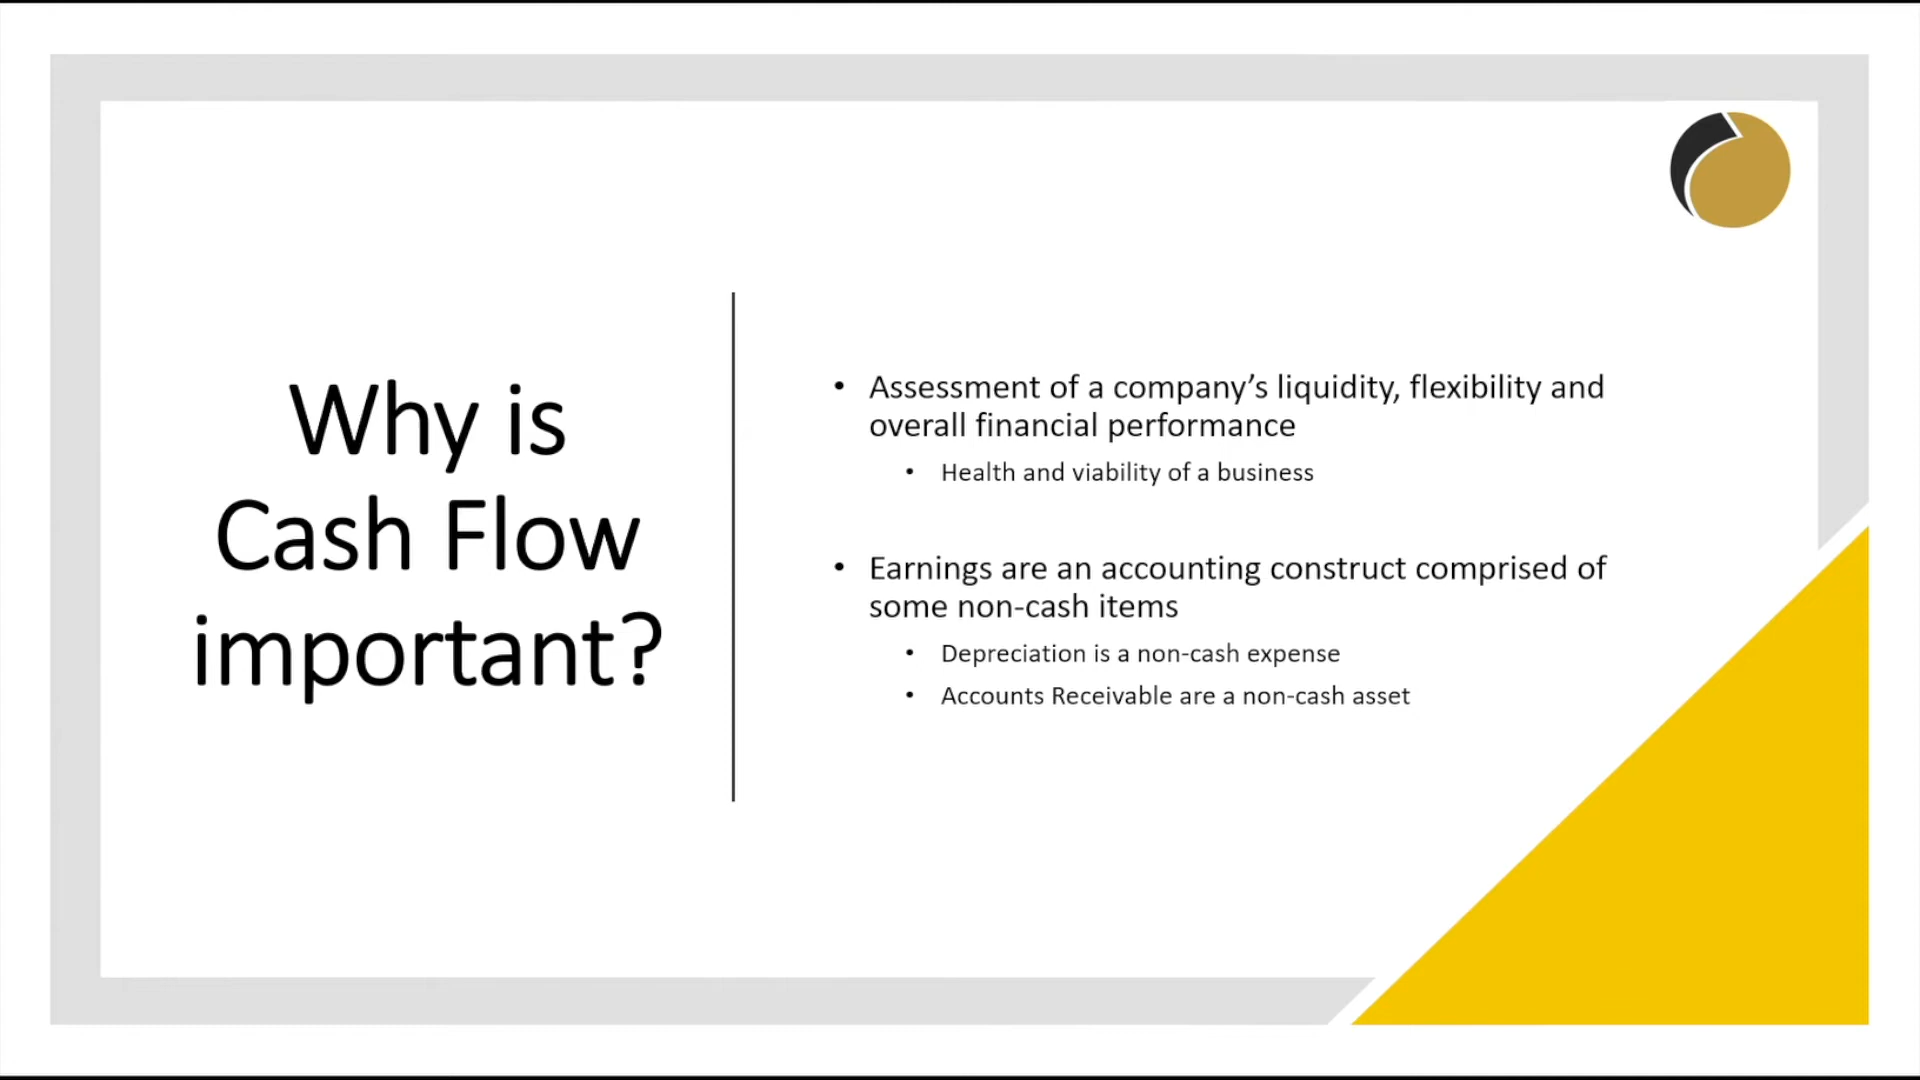 Why is
Cash Flow
important?
• Assessment of a company’s liquidity, flexibility and
overall financial performance
• Health and viability of a business
• Earnings are an accounting construct comprised of
some non-cash items
• Depreciation is a non-cash expense
• Accounts Receivable are a non-cash asset